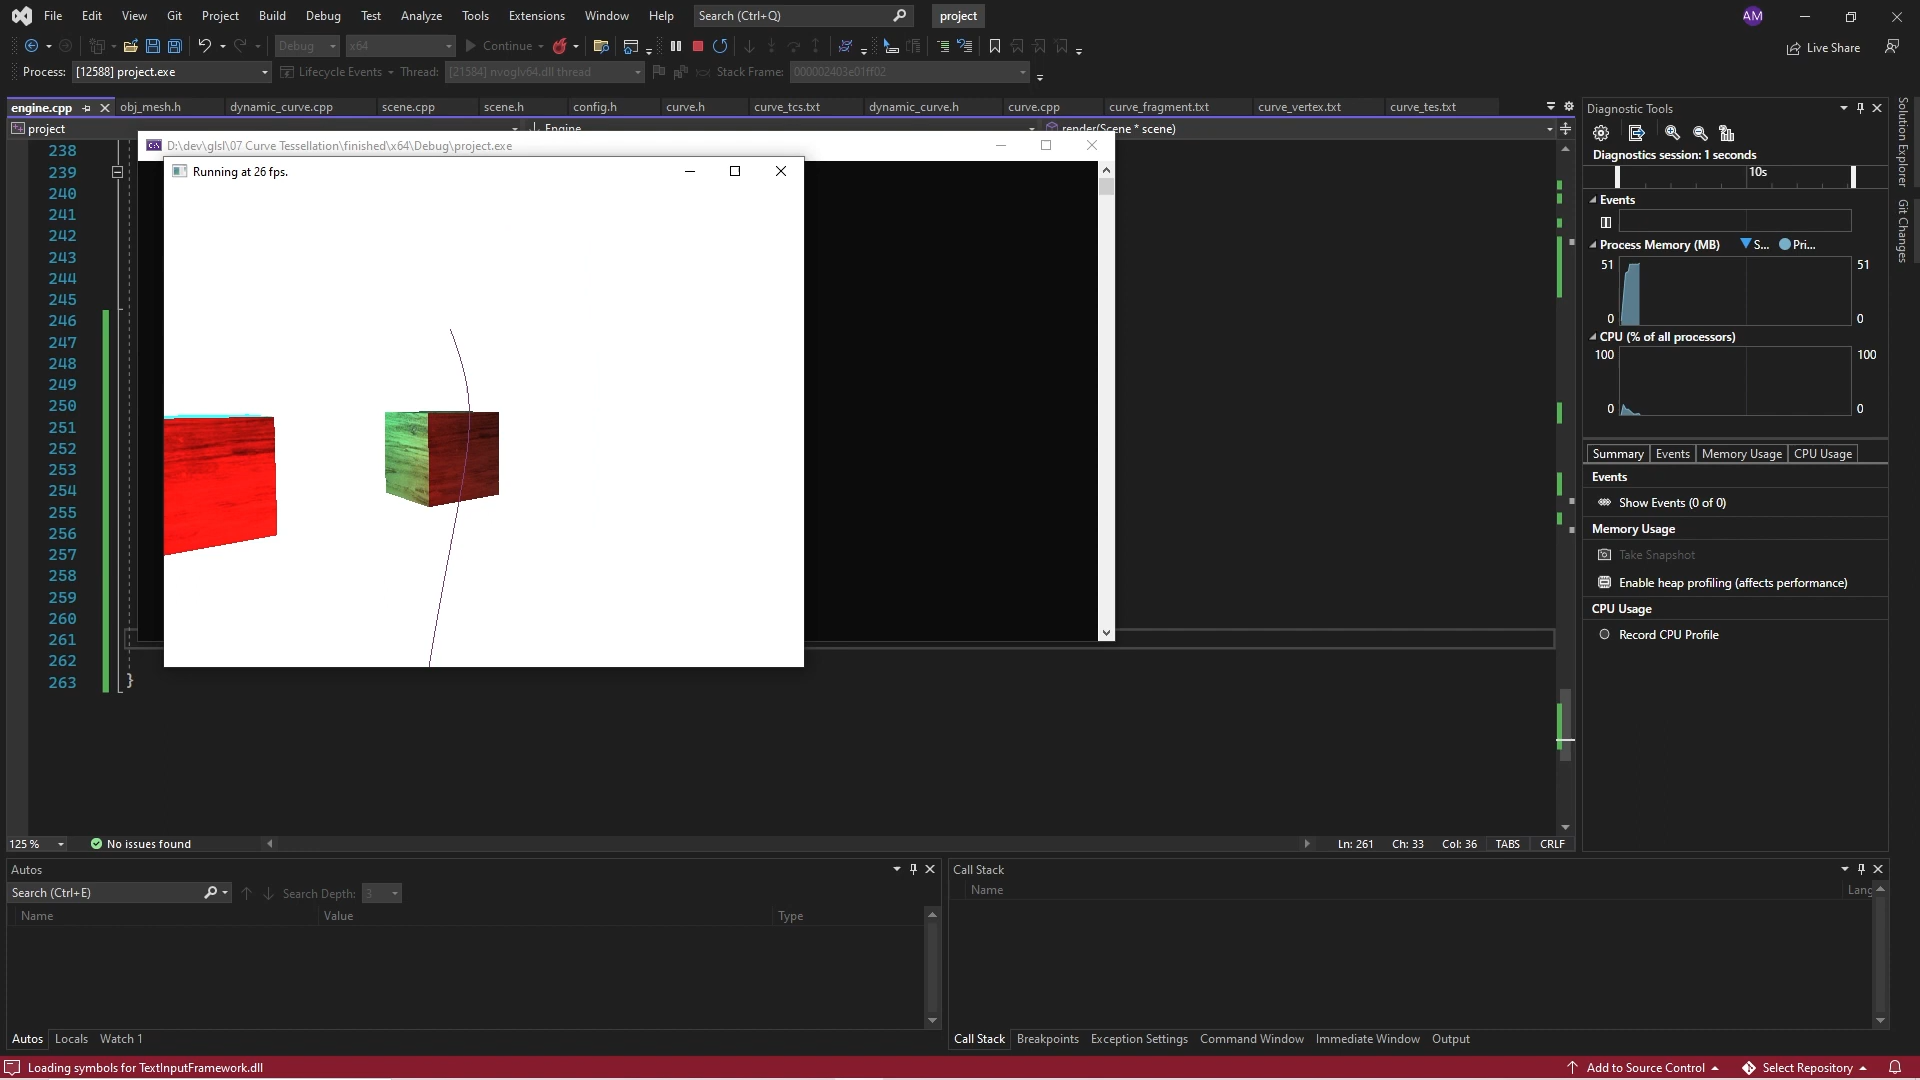 File Edit View Git Project Build Debug Test Analyze Tools Extensions Window Help Search (Ctrl+Q) project AM
Debug x64 Continue Live Share
Process: [12588] project.exe Lifecycle Events Thread: [21584] nvoglv64.dll thread Stack Frame: 000002403e01ff02
engine.cpp obj_mesh.h dynamic_curve.cpp scene.cpp scene.h config.h curve.h curve_tcs.txt dynamic_curve.h curve.cpp curve_fragment.txt curve_vertex.txt curve_tes.txt
project Engine render(Scene * scene)
D:\dev\glsl\07 Curve Tessellation\finished\x64\Debug\project.exe
Running at 26 fps.
238
239
240
241
242
243
244
245
246
247
248
249
250
251
252
253
254
255
256
257
258
259
260
261
262
263 }
125 % No issues found Ln: 261 Ch: 33 Col: 36 TABS CRLF
Diagnostic Tools
Diagnostics session: 1 seconds
10s
Events
Process Memory (MB) S... Pri...
51 51
0 0
CPU (% of all processors)
100 100
0 0
Summary Events Memory Usage CPU Usage
Events
Show Events (0 of 0)
Memory Usage
Take Snapshot
Enable heap profiling (affects performance)
CPU Usage
Record CPU Profile
Solution Explorer
Git Changes
Autos
Search (Ctrl+E) Search Depth: 3
Name Value Type
Autos Locals Watch 1
Call Stack
Name Lang
Call Stack Breakpoints Exception Settings Command Window Immediate Window Output
Loading symbols for TextInputFramework.dll Add to Source Control Select Repository